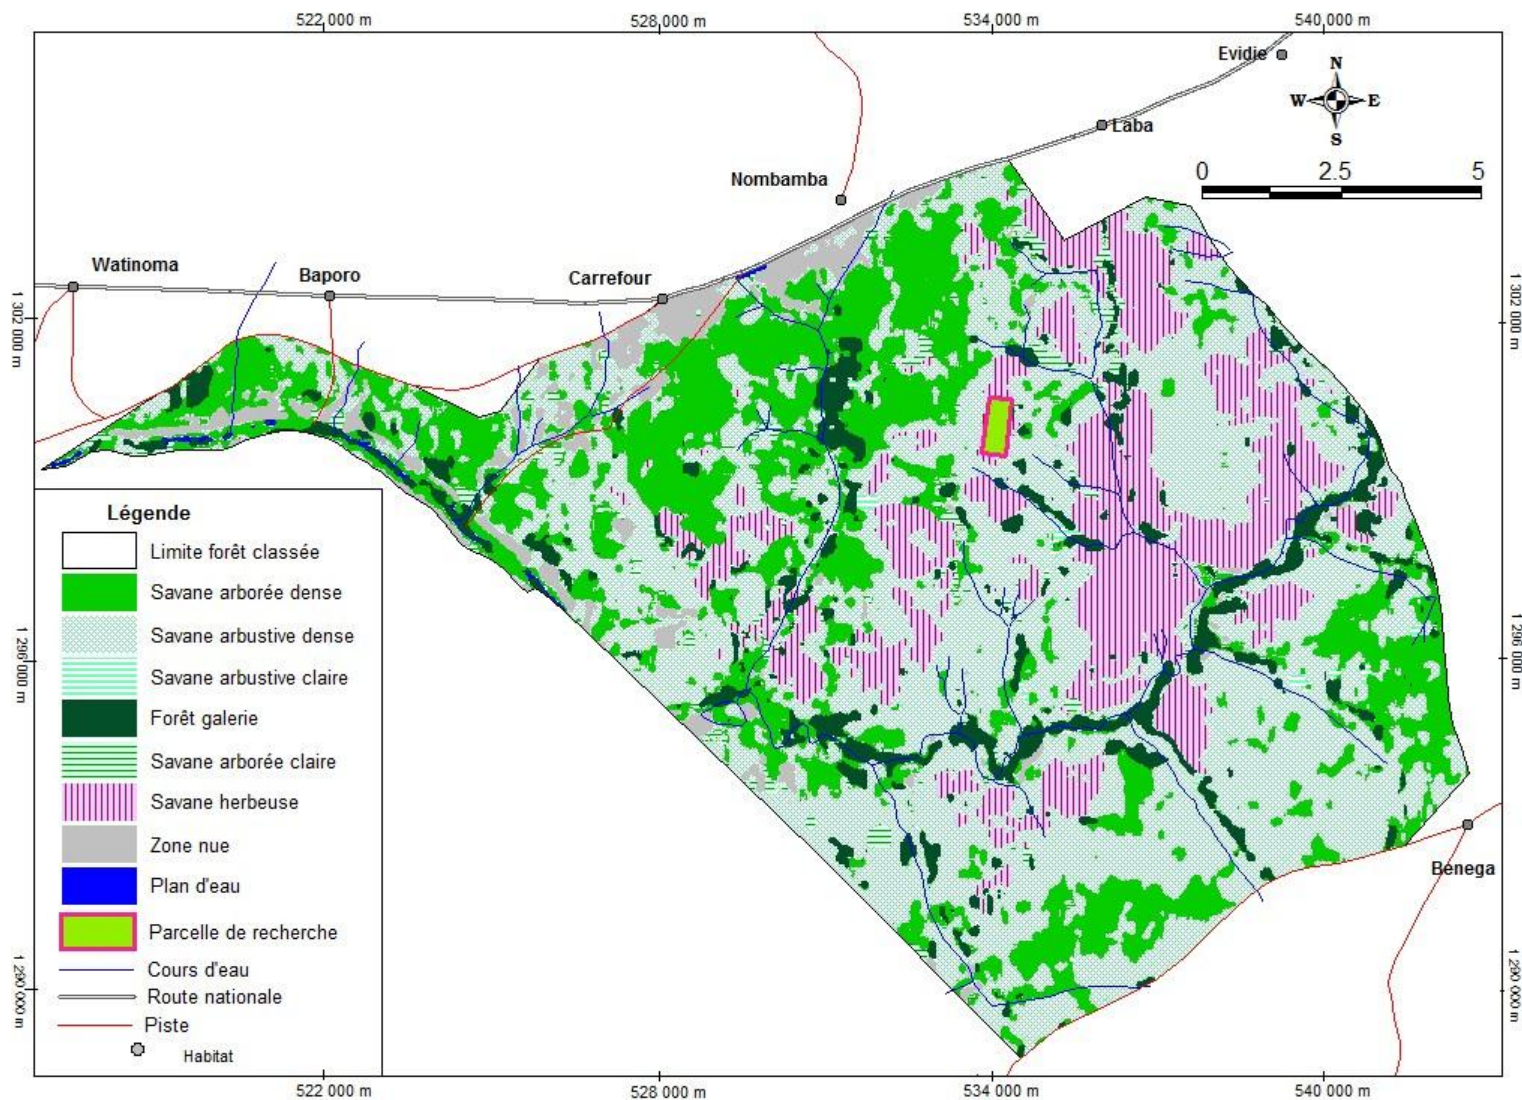 522 000 m
528 000 m
534 000 m
540 000 m
Evidie
N
W E
S
Laba
0 2.5 5
Nombamba
Watinoma
Baporo
Carrefour
1 302 000 m
1 302 000 m
Légende
Limite forêt classée
Savane arborée dense
Savane arbustive dense
Savane arbustive claire
Forêt galerie
Savane arborée claire
Savane herbeuse
Zone nue
Plan d'eau
Parcelle de recherche
Cours d'eau
Route nationale
Piste
Habitat
1 296 000 m
1 296 000 m
Bènega
1 290 000 m
1 290 000 m
522 000 m
528 000 m
534 000 m
540 000 m